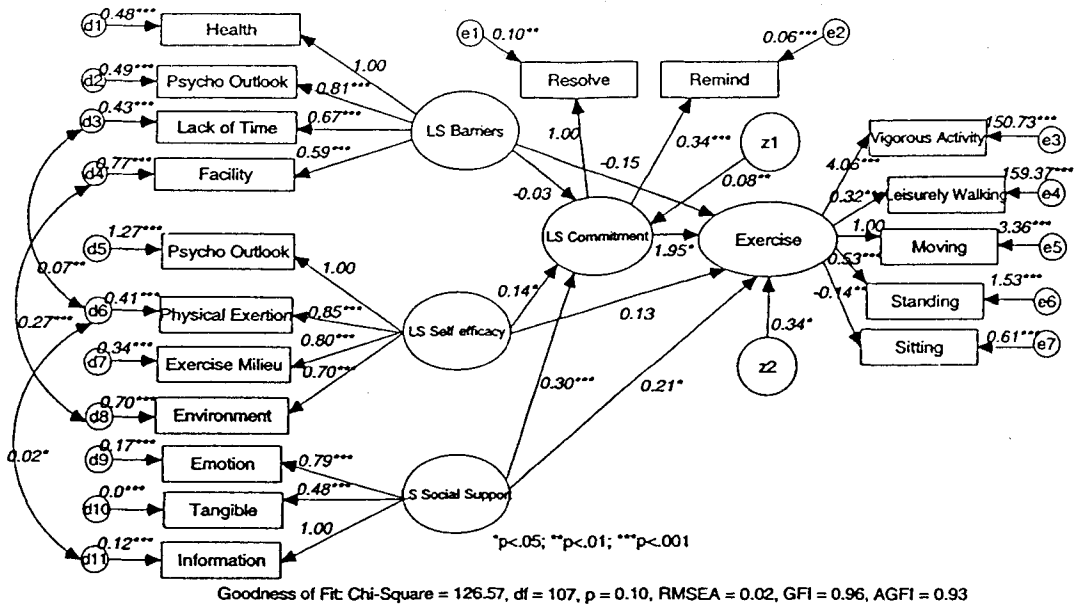 d1 0.48*** Health
d2 0.49*** Psycho Outlook
d3 0.43*** Lack of Time
d4 0.77*** Facility
d5 1.27*** Psycho Outlook
d6 0.41*** Physical Exertion
d7 0.34*** Exercise Milieu
d8 0.70*** Environment
d9 0.17*** Emotion
d10 0.0*** Tangible
d11 0.12*** Information
0.07**
0.27***
0.02*
1.00
0.81***
0.67***
0.59***
LS Barriers
1.00
0.85***
0.80***
0.70***
LS Self efficacy
0.79***
0.48***
1.00
LS Social Support
e1 0.10**
Resolve
0.06*** e2
Remind
1.00
0.34***
z1
0.08**
-0.15
-0.03
LS Commitment
1.95*
0.14*
0.13
0.30***
0.21*
Exercise
0.34*
z2
4.06***
0.32**
1.00
0.53***
-0.14**
Vigorous Activity 150.73*** e3
Leisurely Walking 159.37*** e4
Moving 3.36*** e5
Standing 1.53*** e6
Sitting 0.61*** e7
*p<.05; **p<.01; ***p<.001
Goodness of Fit: Chi-Square = 126.57, df = 107, p = 0.10, RMSEA = 0.02, GFI = 0.96, AGFI = 0.93